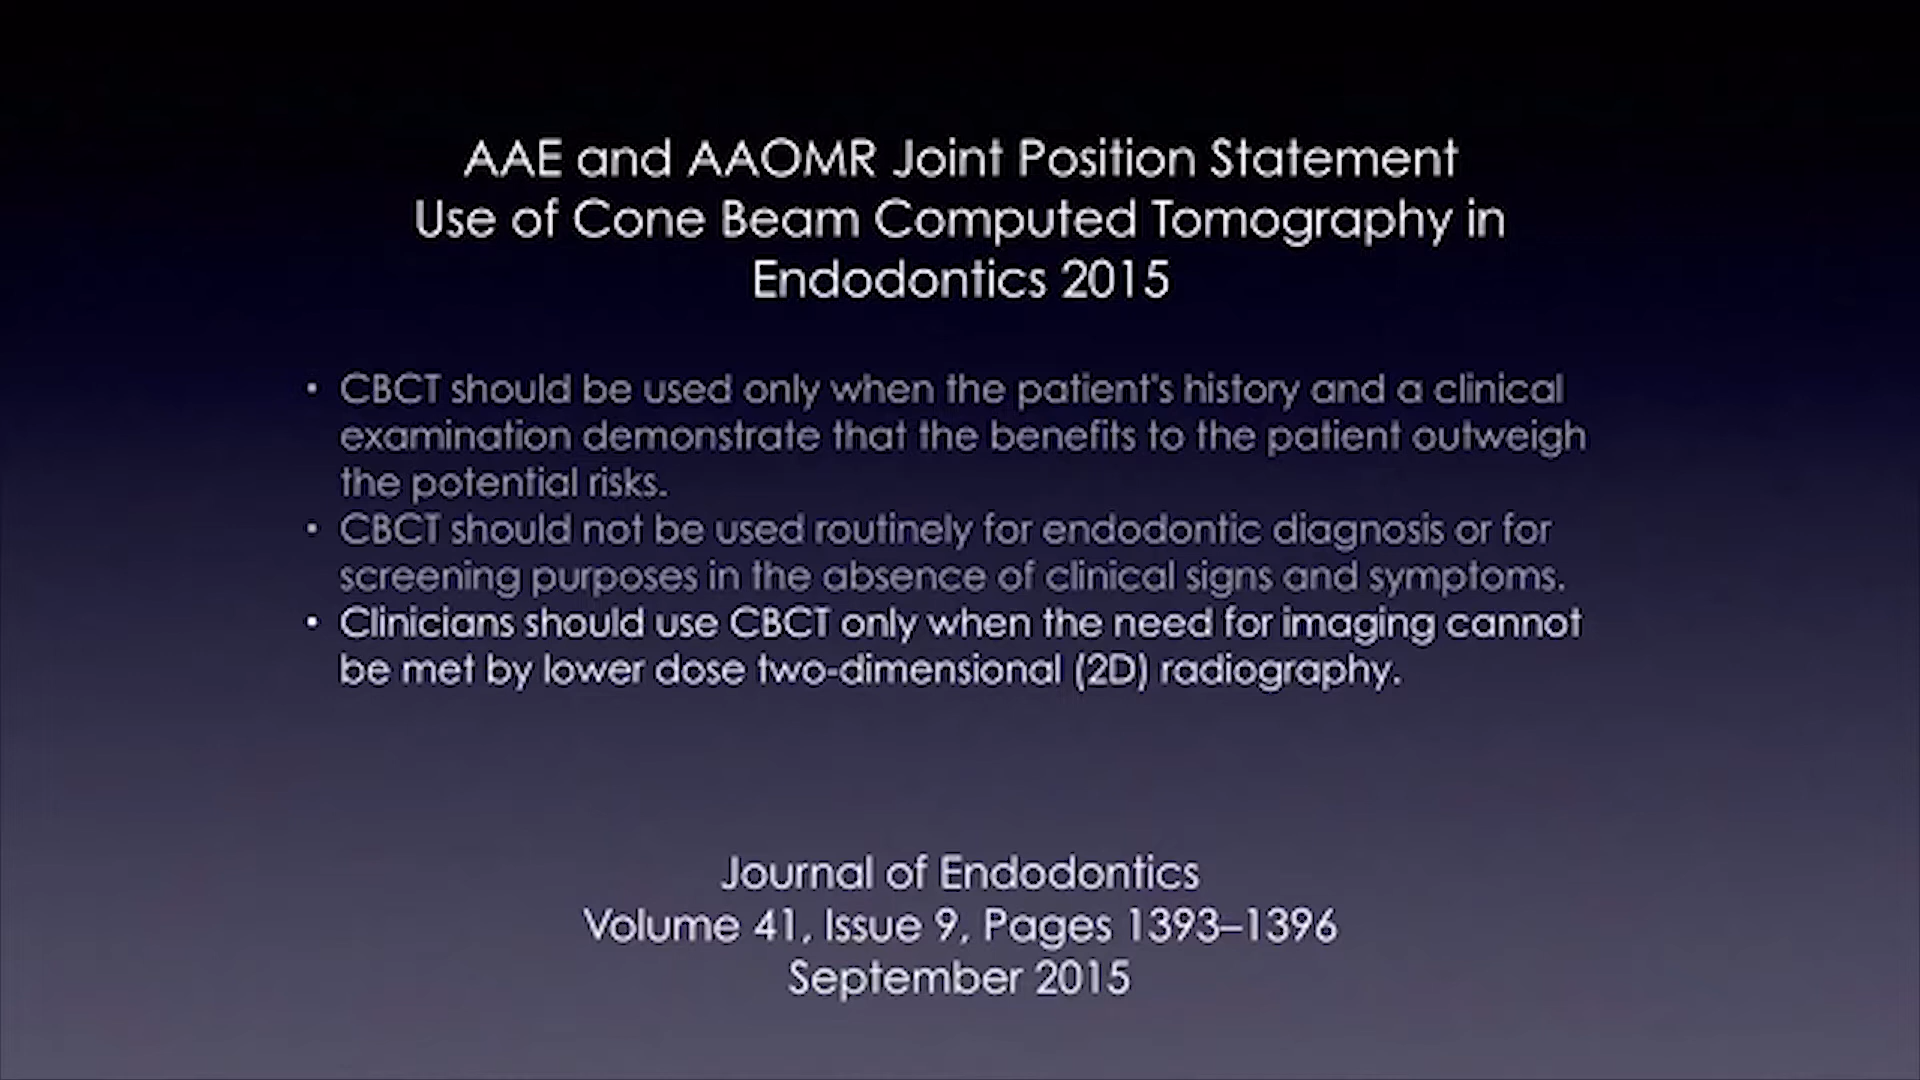 AAE and AAOMR Joint Position Statement
Use of Cone Beam Computed Tomography in
Endodontics 2015
• CBCT should be used only when the patient's history and a clinical
examination demonstrate that the benefits to the patient outweigh
the potential risks.
• CBCT should not be used routinely for endodontic diagnosis or for
screening purposes in the absence of clinical signs and symptoms.
• Clinicians should use CBCT only when the need for imaging cannot
be met by lower dose two-dimensional (2D) radiography.
Journal of Endodontics
Volume 41, Issue 9, Pages 1393–1396
September 2015